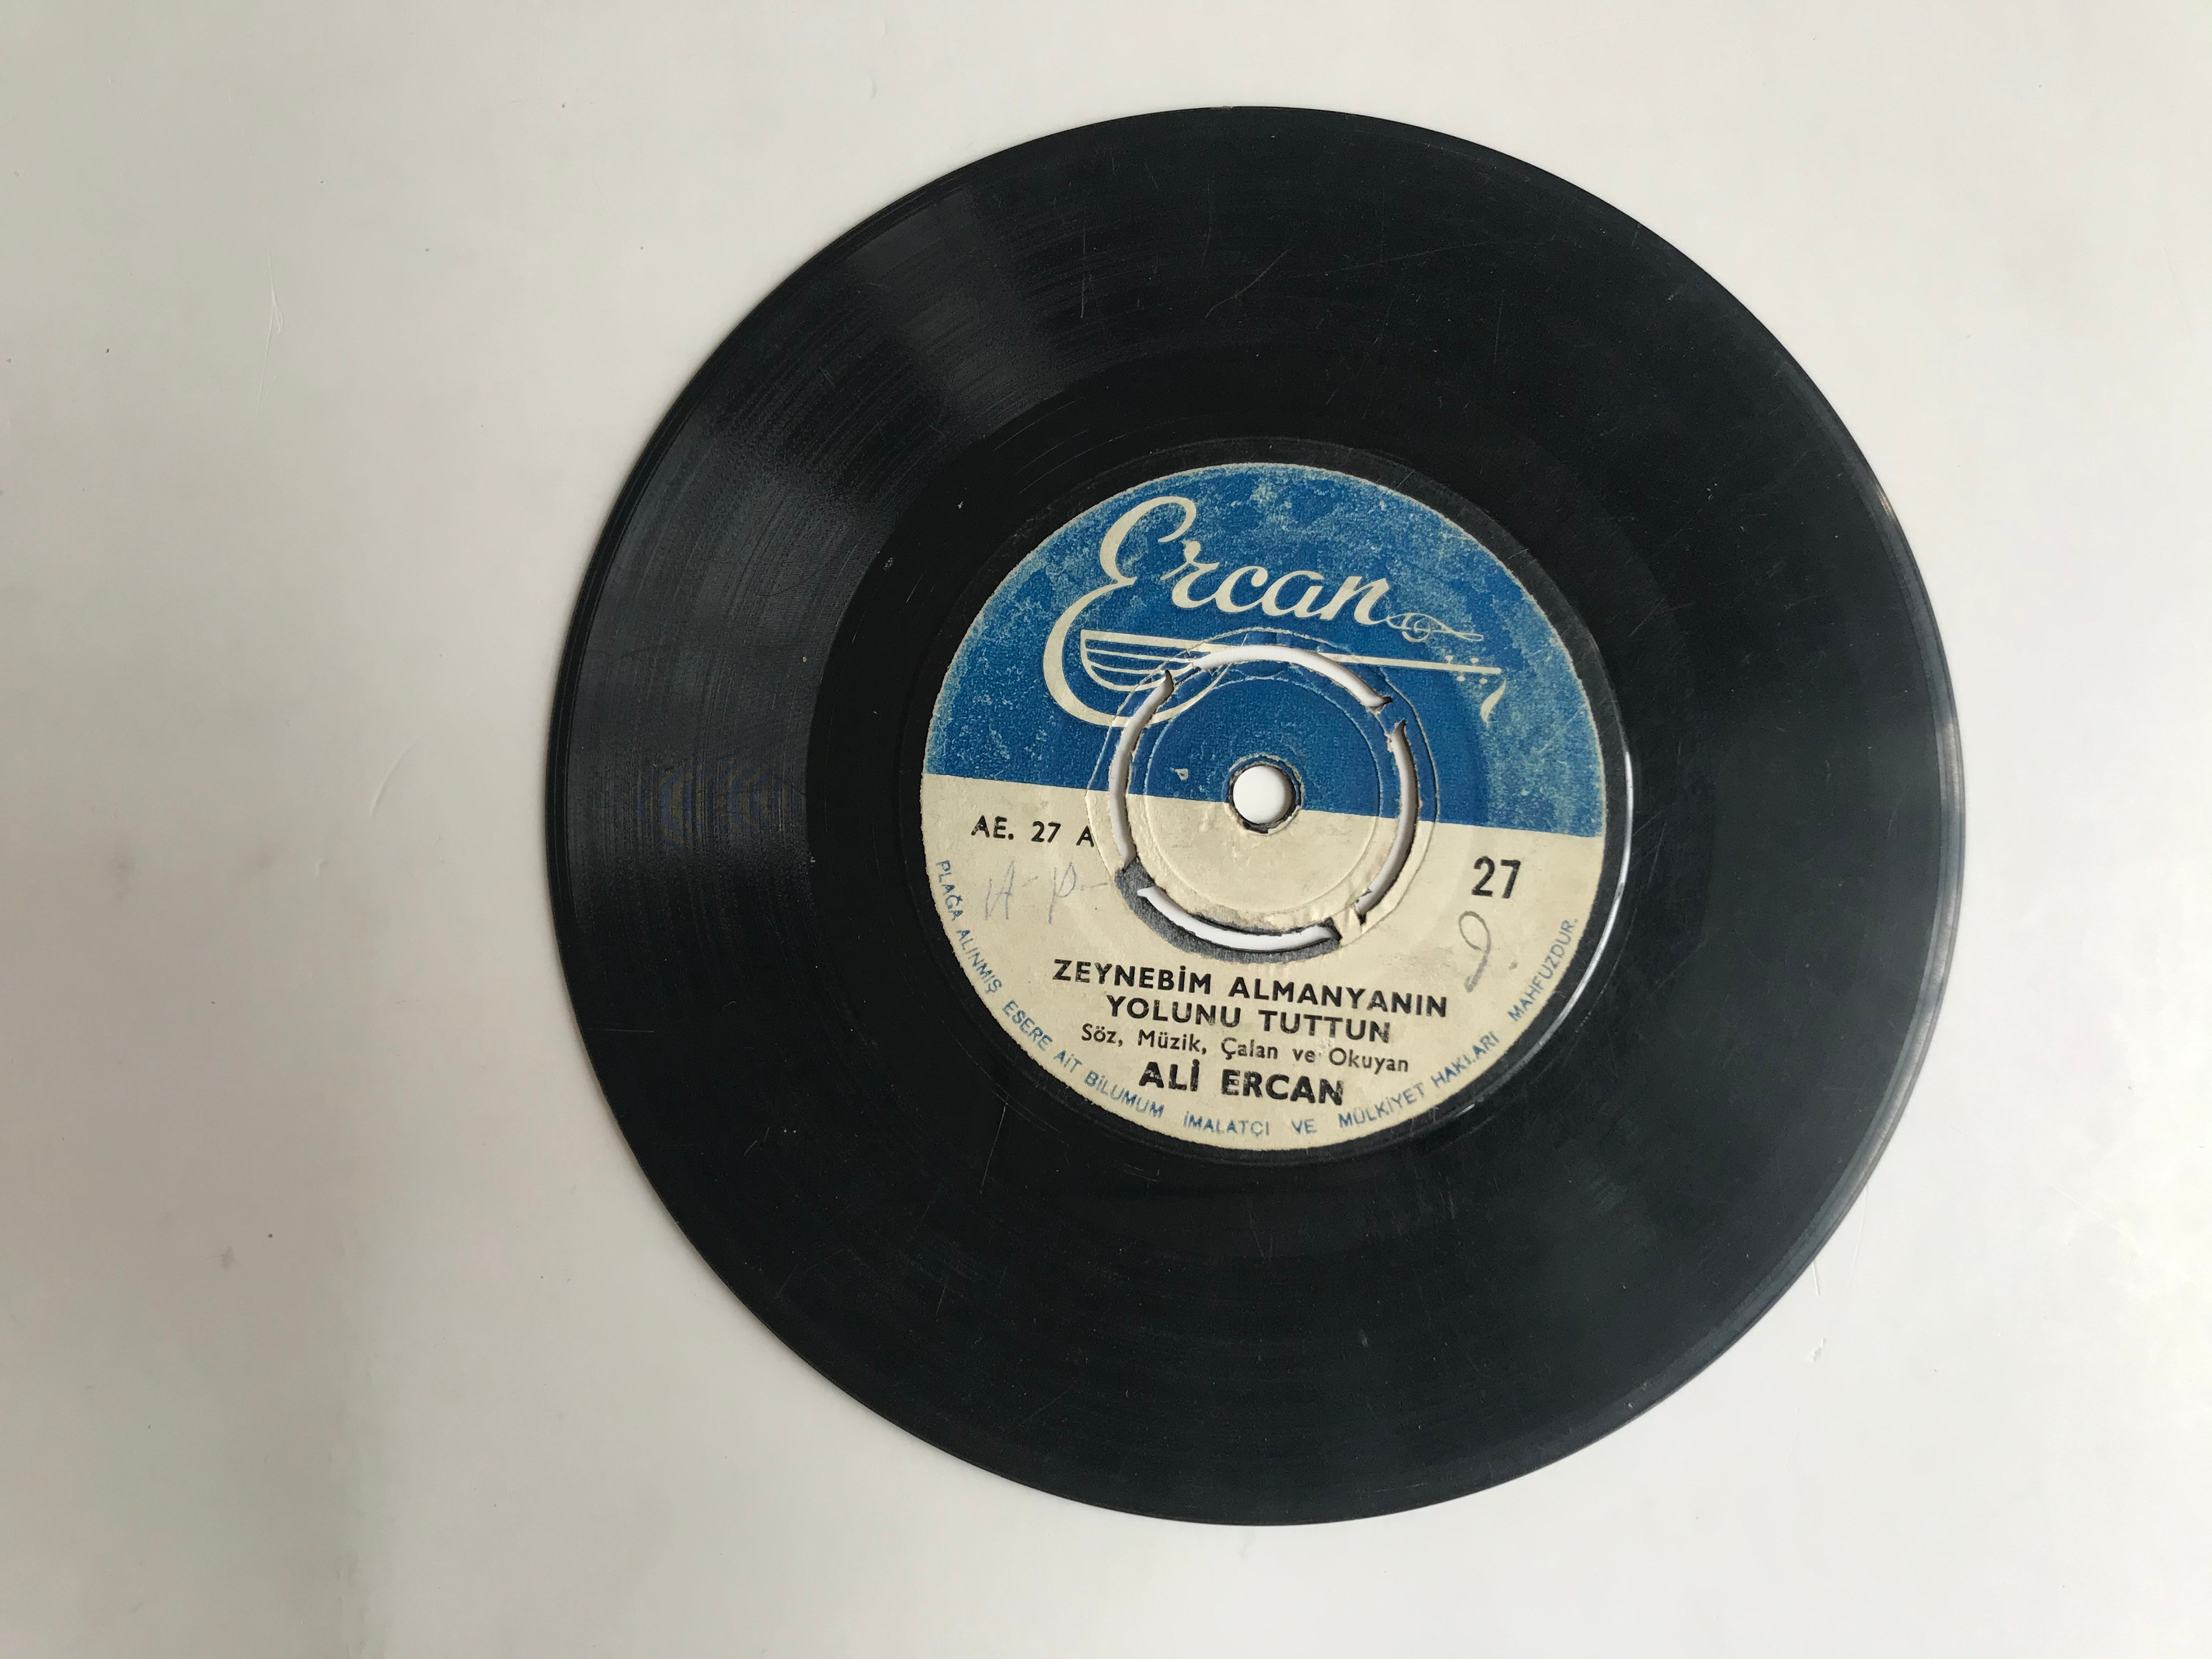 Ercan
AE. 27 A
27
ZEYNEBİM ALMANYANIN
YOLUNU TUTTUN
Söz, Müzik, Çalan ve Okuyan
ALİ ERCAN
PLAĞA ALINMIŞ ESERE AİT BİLUMUM İMALATÇI VE MÜLKİYET HAKLARI MAHFUZDUR.